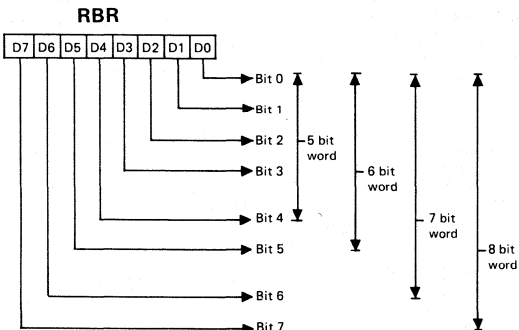 RBR
D7 D6 D5 D4 D3 D2 D1 D0
Bit 0
Bit 1
Bit 2
Bit 3
Bit 4
Bit 5
Bit 6
Bit 7
5 bit
word
6 bit
word
7 bit
word
8 bit
word